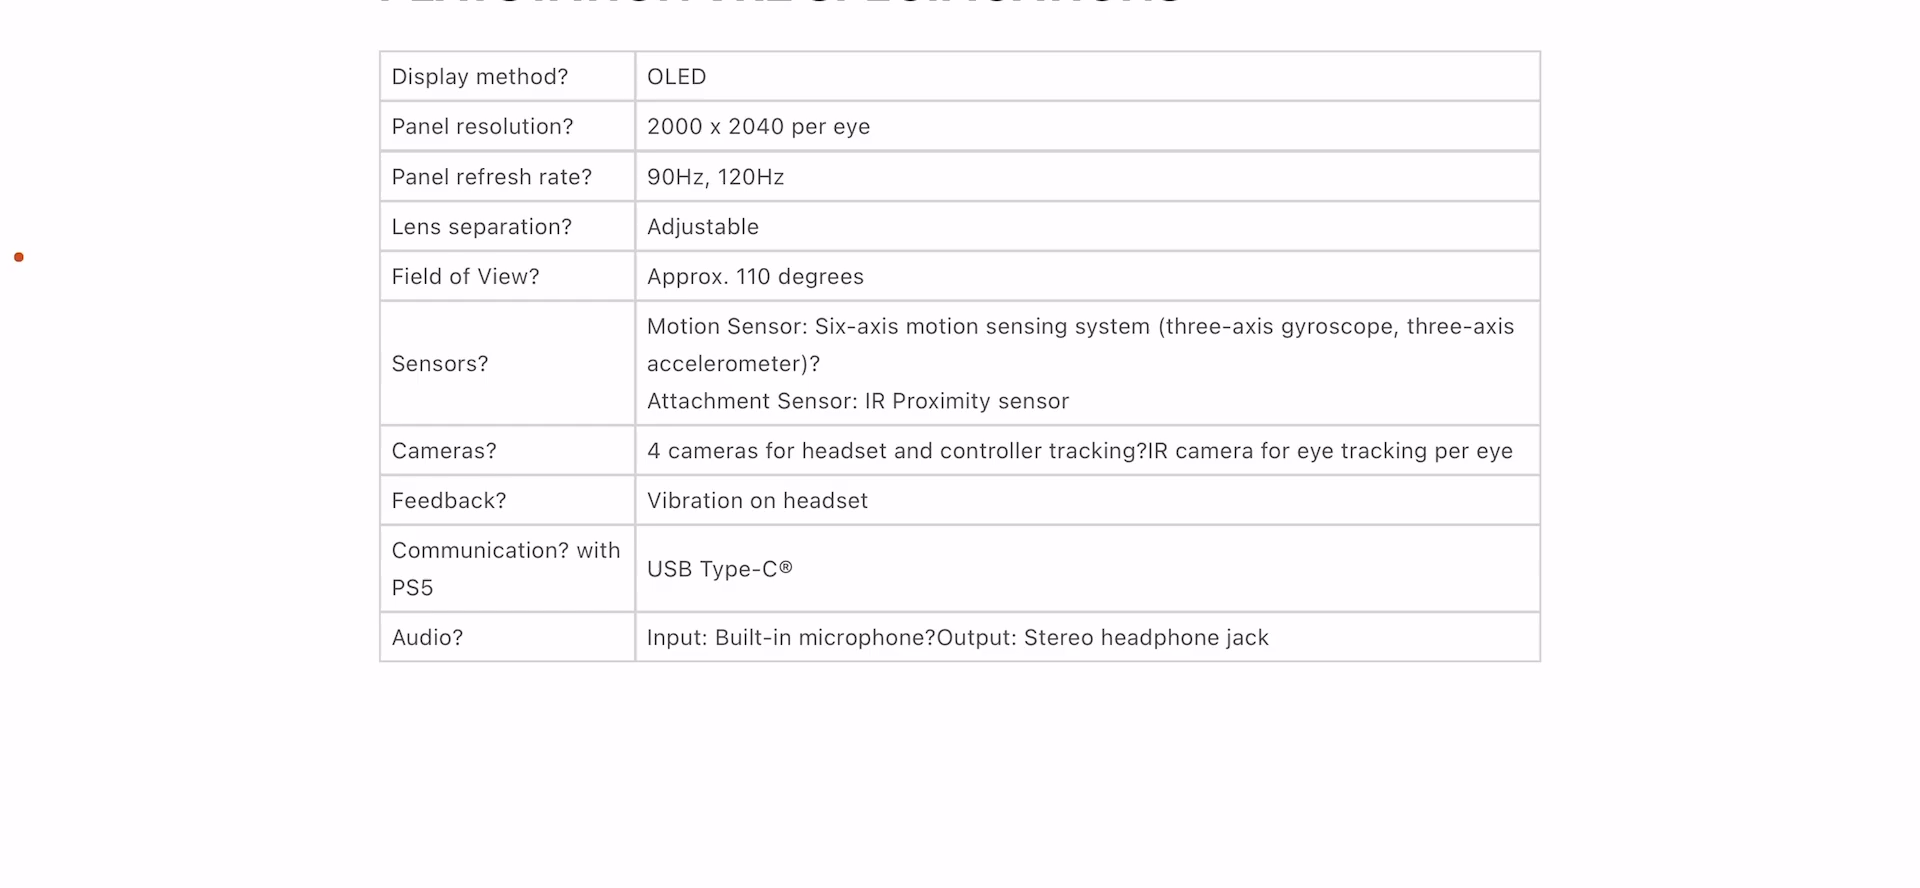 Display method?
OLED
Panel resolution?
2000 x 2040 per eye
Panel refresh rate?
90Hz, 120Hz
Lens separation?
Adjustable
Field of View?
Approx. 110 degrees
Sensors?
Motion Sensor: Six-axis motion sensing system (three-axis gyroscope, three-axis
accelerometer)?
Attachment Sensor: IR Proximity sensor
Cameras?
4 cameras for headset and controller tracking?IR camera for eye tracking per eye
Feedback?
Vibration on headset
Communication? with
PS5
USB Type-C®
Audio?
Input: Built-in microphone?Output: Stereo headphone jack